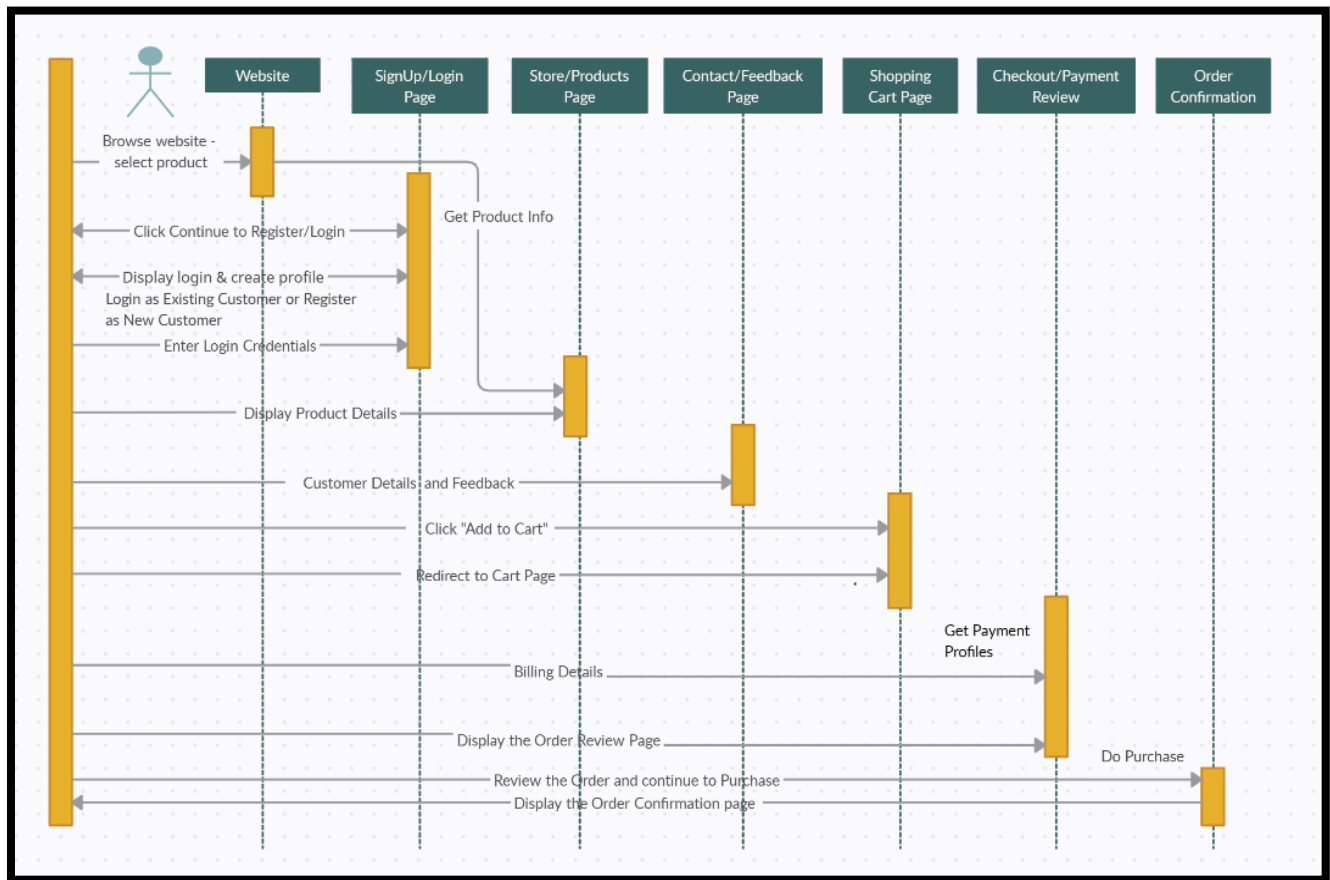 Website
SignUp/Login
Page
Store/Products
Page
Contact/Feedback
Page
Shopping
Cart Page
Checkout/Payment
Review
Order
Confirmation
Browse website -
select product
Get Product Info
Click Continue to Register/Login
Display login & create profile
Login as Existing Customer or Register
as New Customer
Enter Login Credentials
Display Product Details
Customer Details and Feedback
Click "Add to Cart"
Redirect to Cart Page
Get Payment
Profiles
Billing Details
Display the Order Review Page
Do Purchase
Review the Order and continue to Purchase
Display the Order Confirmation page